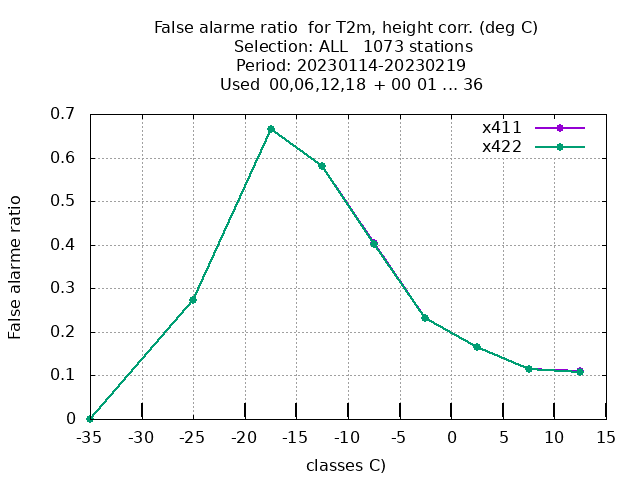 False alarme ratio  for T2m, height corr. (deg C)
Selection: ALL   1073 stations
Period: 20230114-20230219
Used  00,06,12,18 + 00 01 ... 36
x411
x422
0.7
0.6
0.5
0.4
0.3
0.2
0.1
0
False alarme ratio
-35 -30 -25 -20 -15 -10 -5 0 5 10 15
classes C)